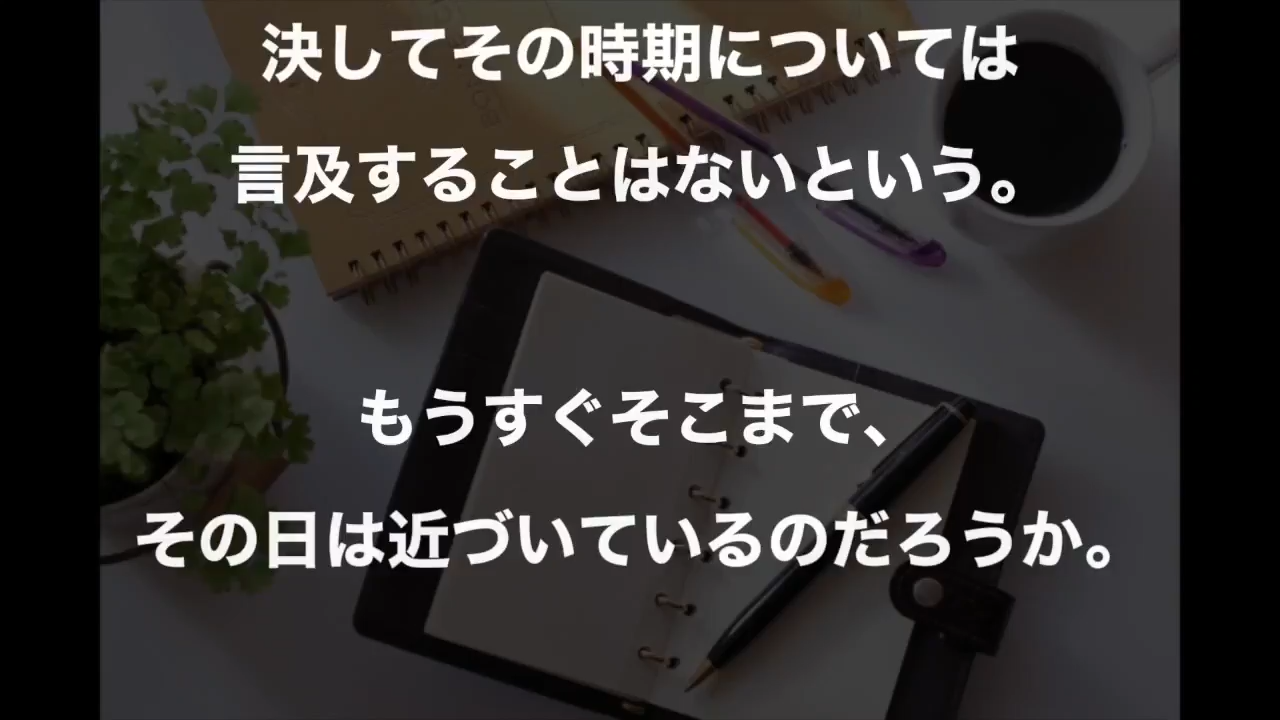 決してその時期については
言及することはないという。
もうすぐそこまで、
その日は近づいているのだろうか。